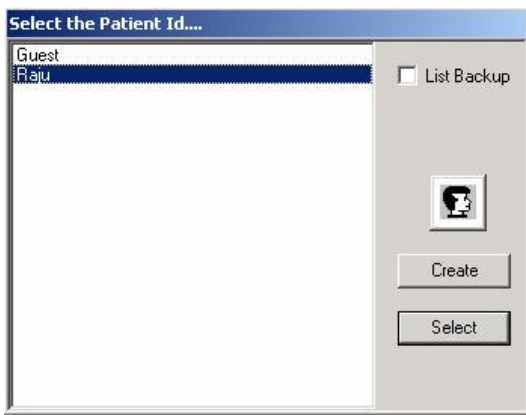 Select the Patient Id....
Guest
Raju
List Backup
Create
Select